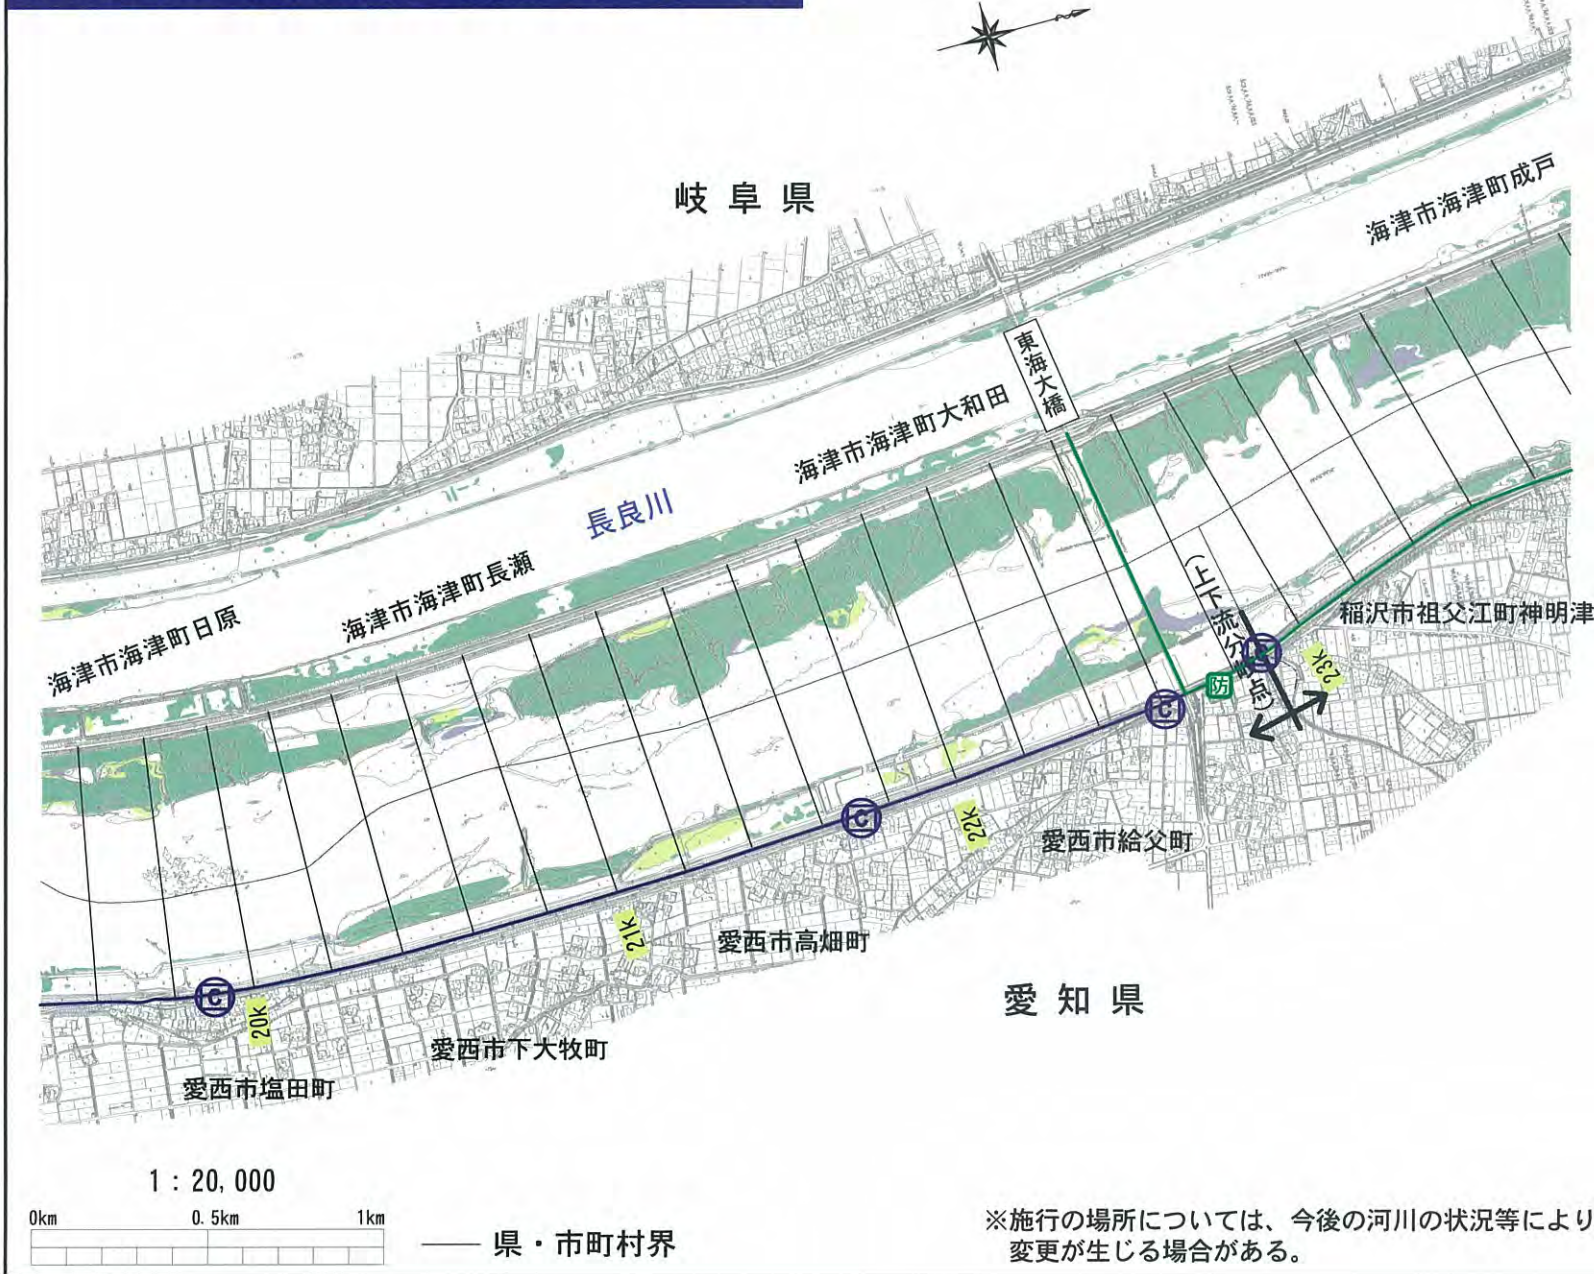 岐阜県
海津市海津町成戸
東海大橋
海津市海津町大和田
長良川
海津市海津町長瀬
海津市海津町日原
(上下流分岐点)
稲沢市祖父江町神明津
防
23K
C
C
22K
愛西市給父町
21K
愛西市高畑町
愛知県
C
20K
愛西市下大牧町
愛西市塩田町
1：20,000
0km 0.5km 1km
県・市町村界
※施行の場所については、今後の河川の状況等により
変更が生じる場合がある。